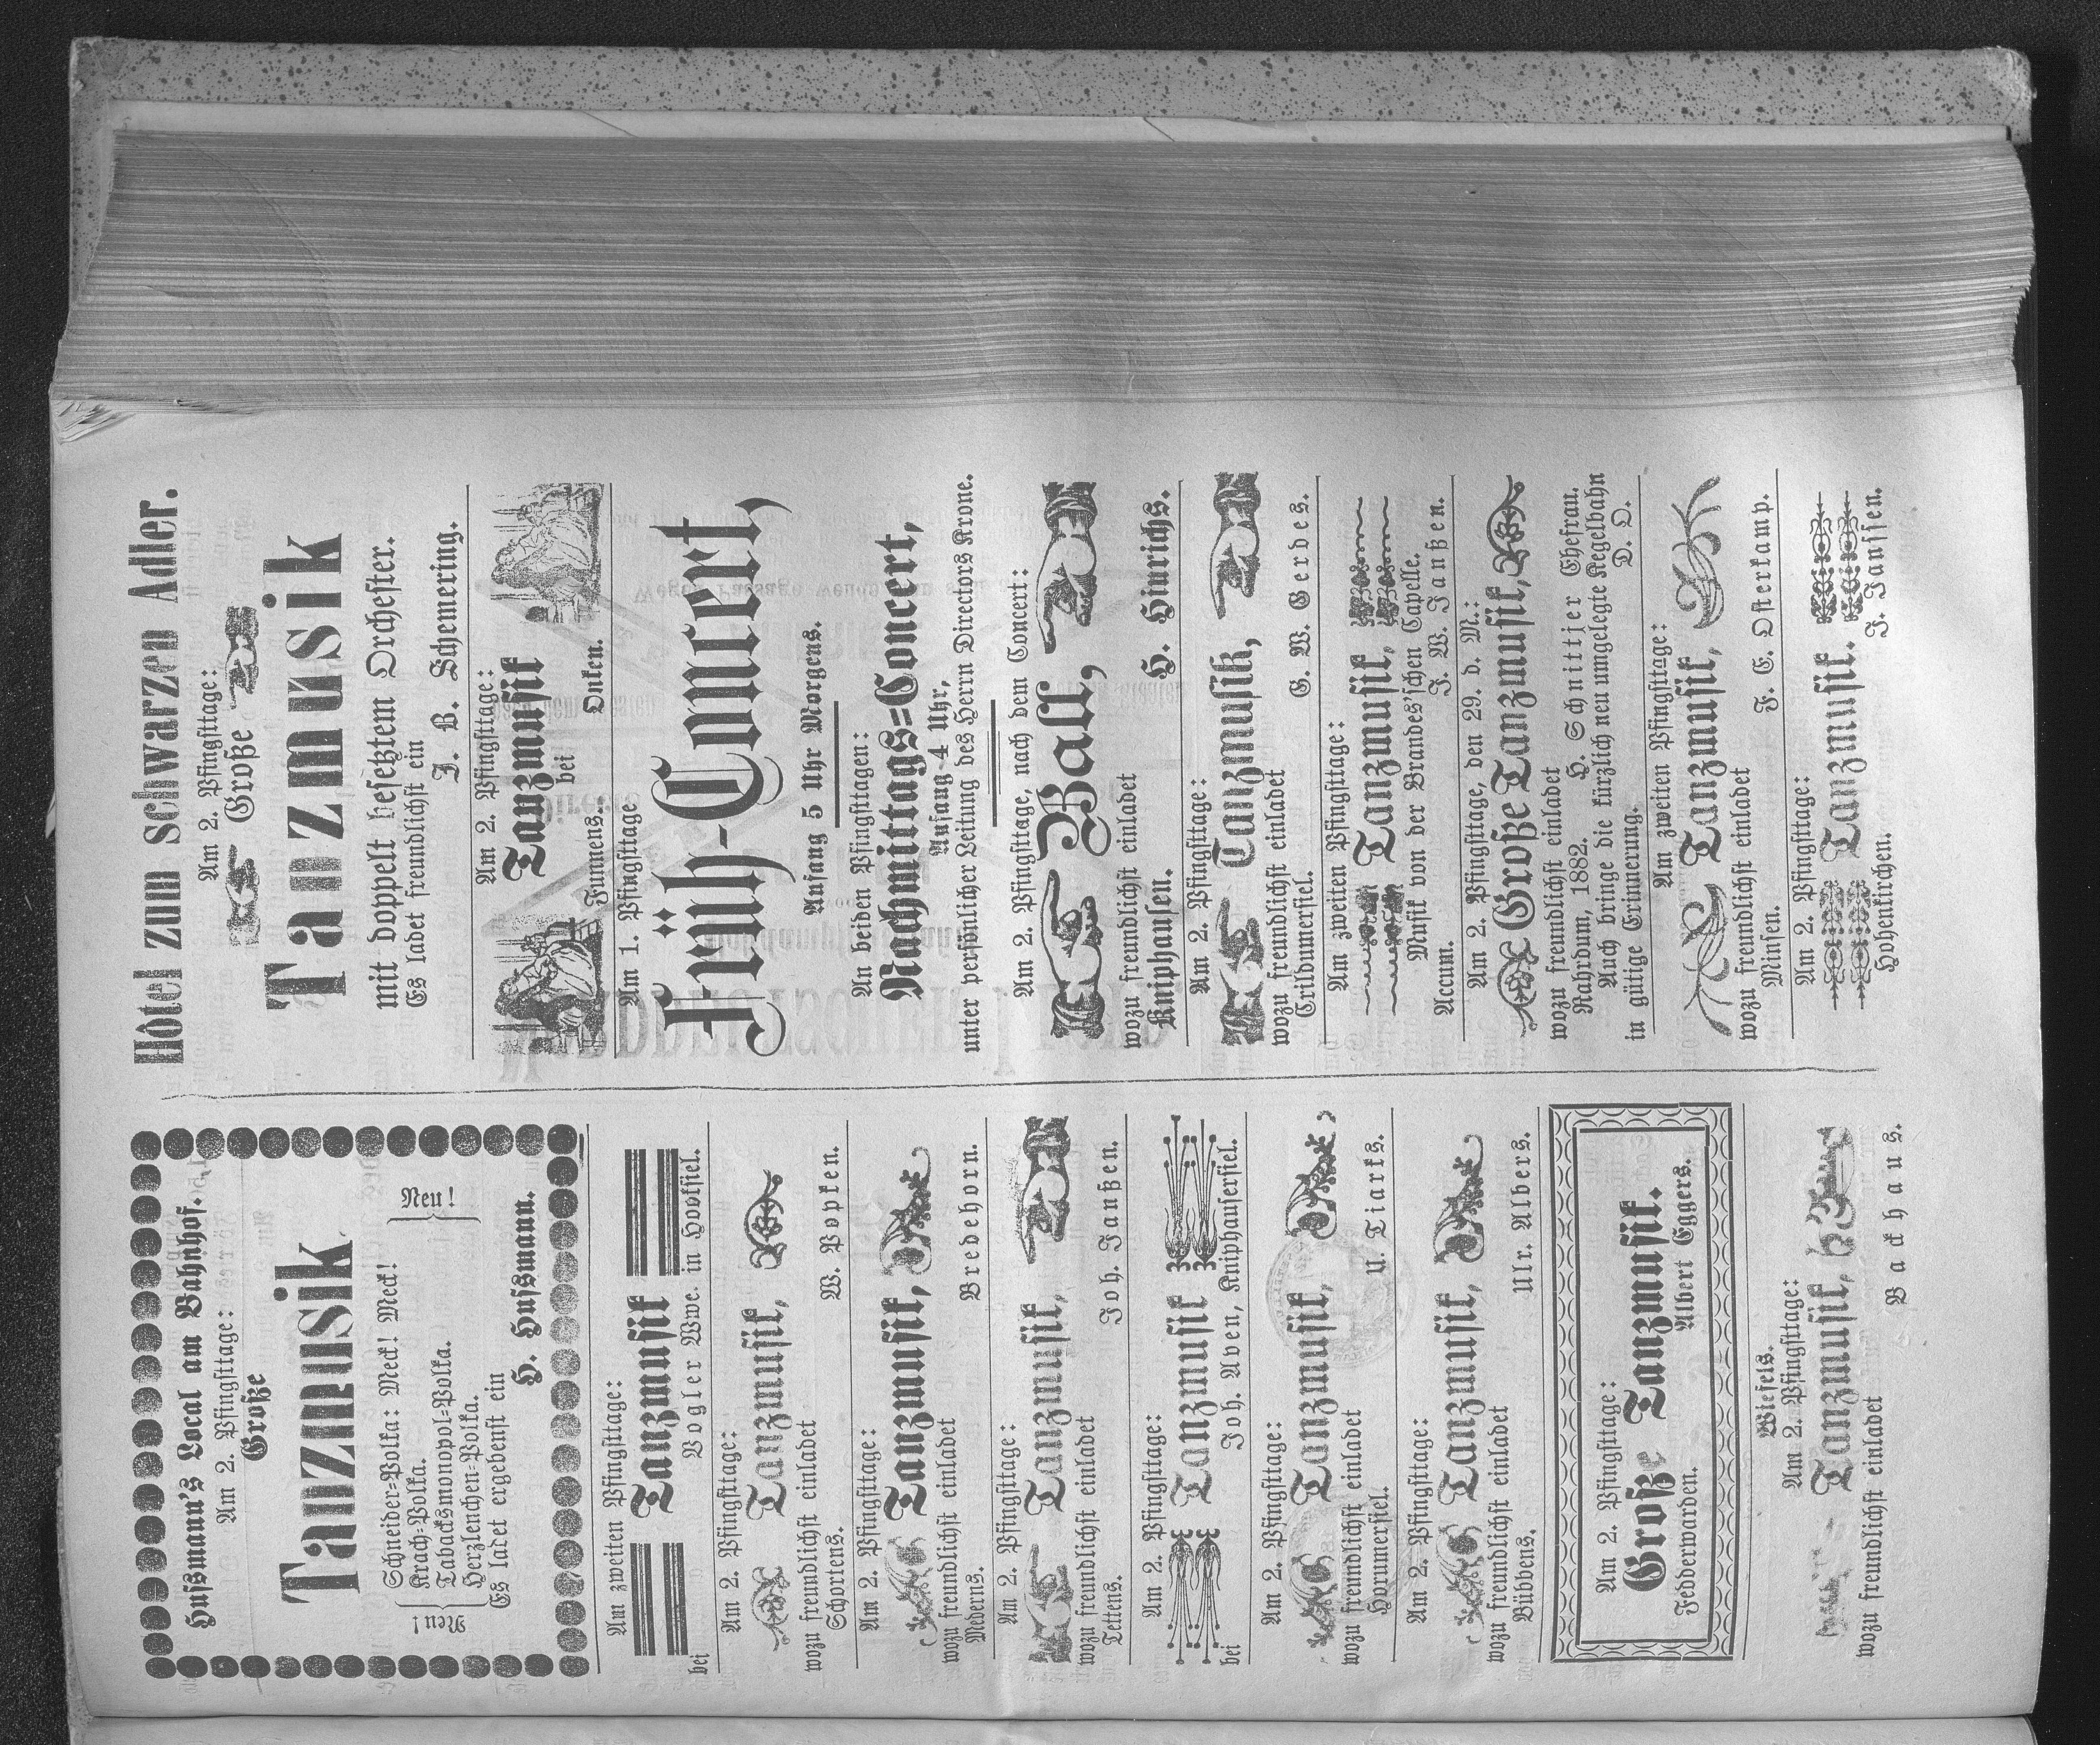 Hußmann's Local am Bahnhof.
Am 2. Pfingsttage:
Große
Tanzmusik.
Schneider-Polka: Meck! Meck! Meck!
Krach-Polka.
Tabacksmonopol-Polka.
Herzlenchen-Polka.
Neu!
Neu!
Es ladet ergebenst ein
H. Hußmann.
Am zweiten Pfingsttage:
Tanzmusik
bei Vogler Wwe. in Hooksiel.
Am 2. Pfingsttage:
Tanzmusik,
wozu freundlichst einladet
Schortens. W. Popken.
Am 2. Pfingsttage:
Tanzmusik,
wozu freundlichst einladet
Mederns. Bredehorn.
Am 2. Pfingsttage:
Tanzmusik,
wozu freundlichst einladet
Tettens. Joh. Janßen.
Am 2. Pfingsttage:
Tanzmusik
bei Joh. Aven, Kniphausersiel.
Am 2. Pfingsttage:
Tanzmusik,
wozu freundlichst einladet
Horumersiel. U. Tiarks.
Am 2. Pfingsttage:
Tanzmusik,
wozu freundlichst einladet
Bübbens. Ulr. Albers.
Am 2. Pfingsttage:
Große Tanzmusik.
Fedderwarden. Albert Eggers.
Wiefels.
Am 2. Pfingsttage:
Tanzmusik,
wozu freundlichst einladet
Backhaus.
Hôtel zum schwarzen Adler.
Am 2. Pfingsttage:
Große
Tanzmusik
mit doppelt besetztem Orchester.
Es ladet freundlichst ein
J. B. Schemering.
Am 2. Pfingsttage:
Tanzmusik
bei
Funnens. Onken.
Am 1. Pfingsttage
Früh-Concert,
Anfang 5 Uhr Morgens.
An beiden Pfingsttagen:
Nachmittags-Concert,
Anfang 4 Uhr,
unter persönlicher Leitung des Herrn Directors Krone.
Am 2. Pfingsttage, nach dem Concert:
Ball,
wozu freundlichst einladet
Kniphausen. H. Hinrichs.
Am 2. Pfingsttage:
Tanzmusik,
wozu freundlichst einladet
Cridumersiel. G. W. Gerdes.
Am zweiten Pfingsttage:
Tanzmusik,
Musik von der Brandes'schen Capelle.
Accum. J. W. Janßen.
Am 2. Pfingsttage, den 29. d. M.:
Große Tanzmusik,
wozu freundlichst einladet
Rahrdum, 1882. H. Schnittjer Ehefrau.
Auch bringe die kürzlich neu umgelegte Kegelbahn
in gütige Erinnerung. D. O.
Am zweiten Pfingsttage:
Tanzmusik,
wozu freundlichst einladet
Minsen. F. E. Osterkamp.
Am 2. Pfingsttage:
Tanzmusik.
Hohenkirchen. J. Janssen.